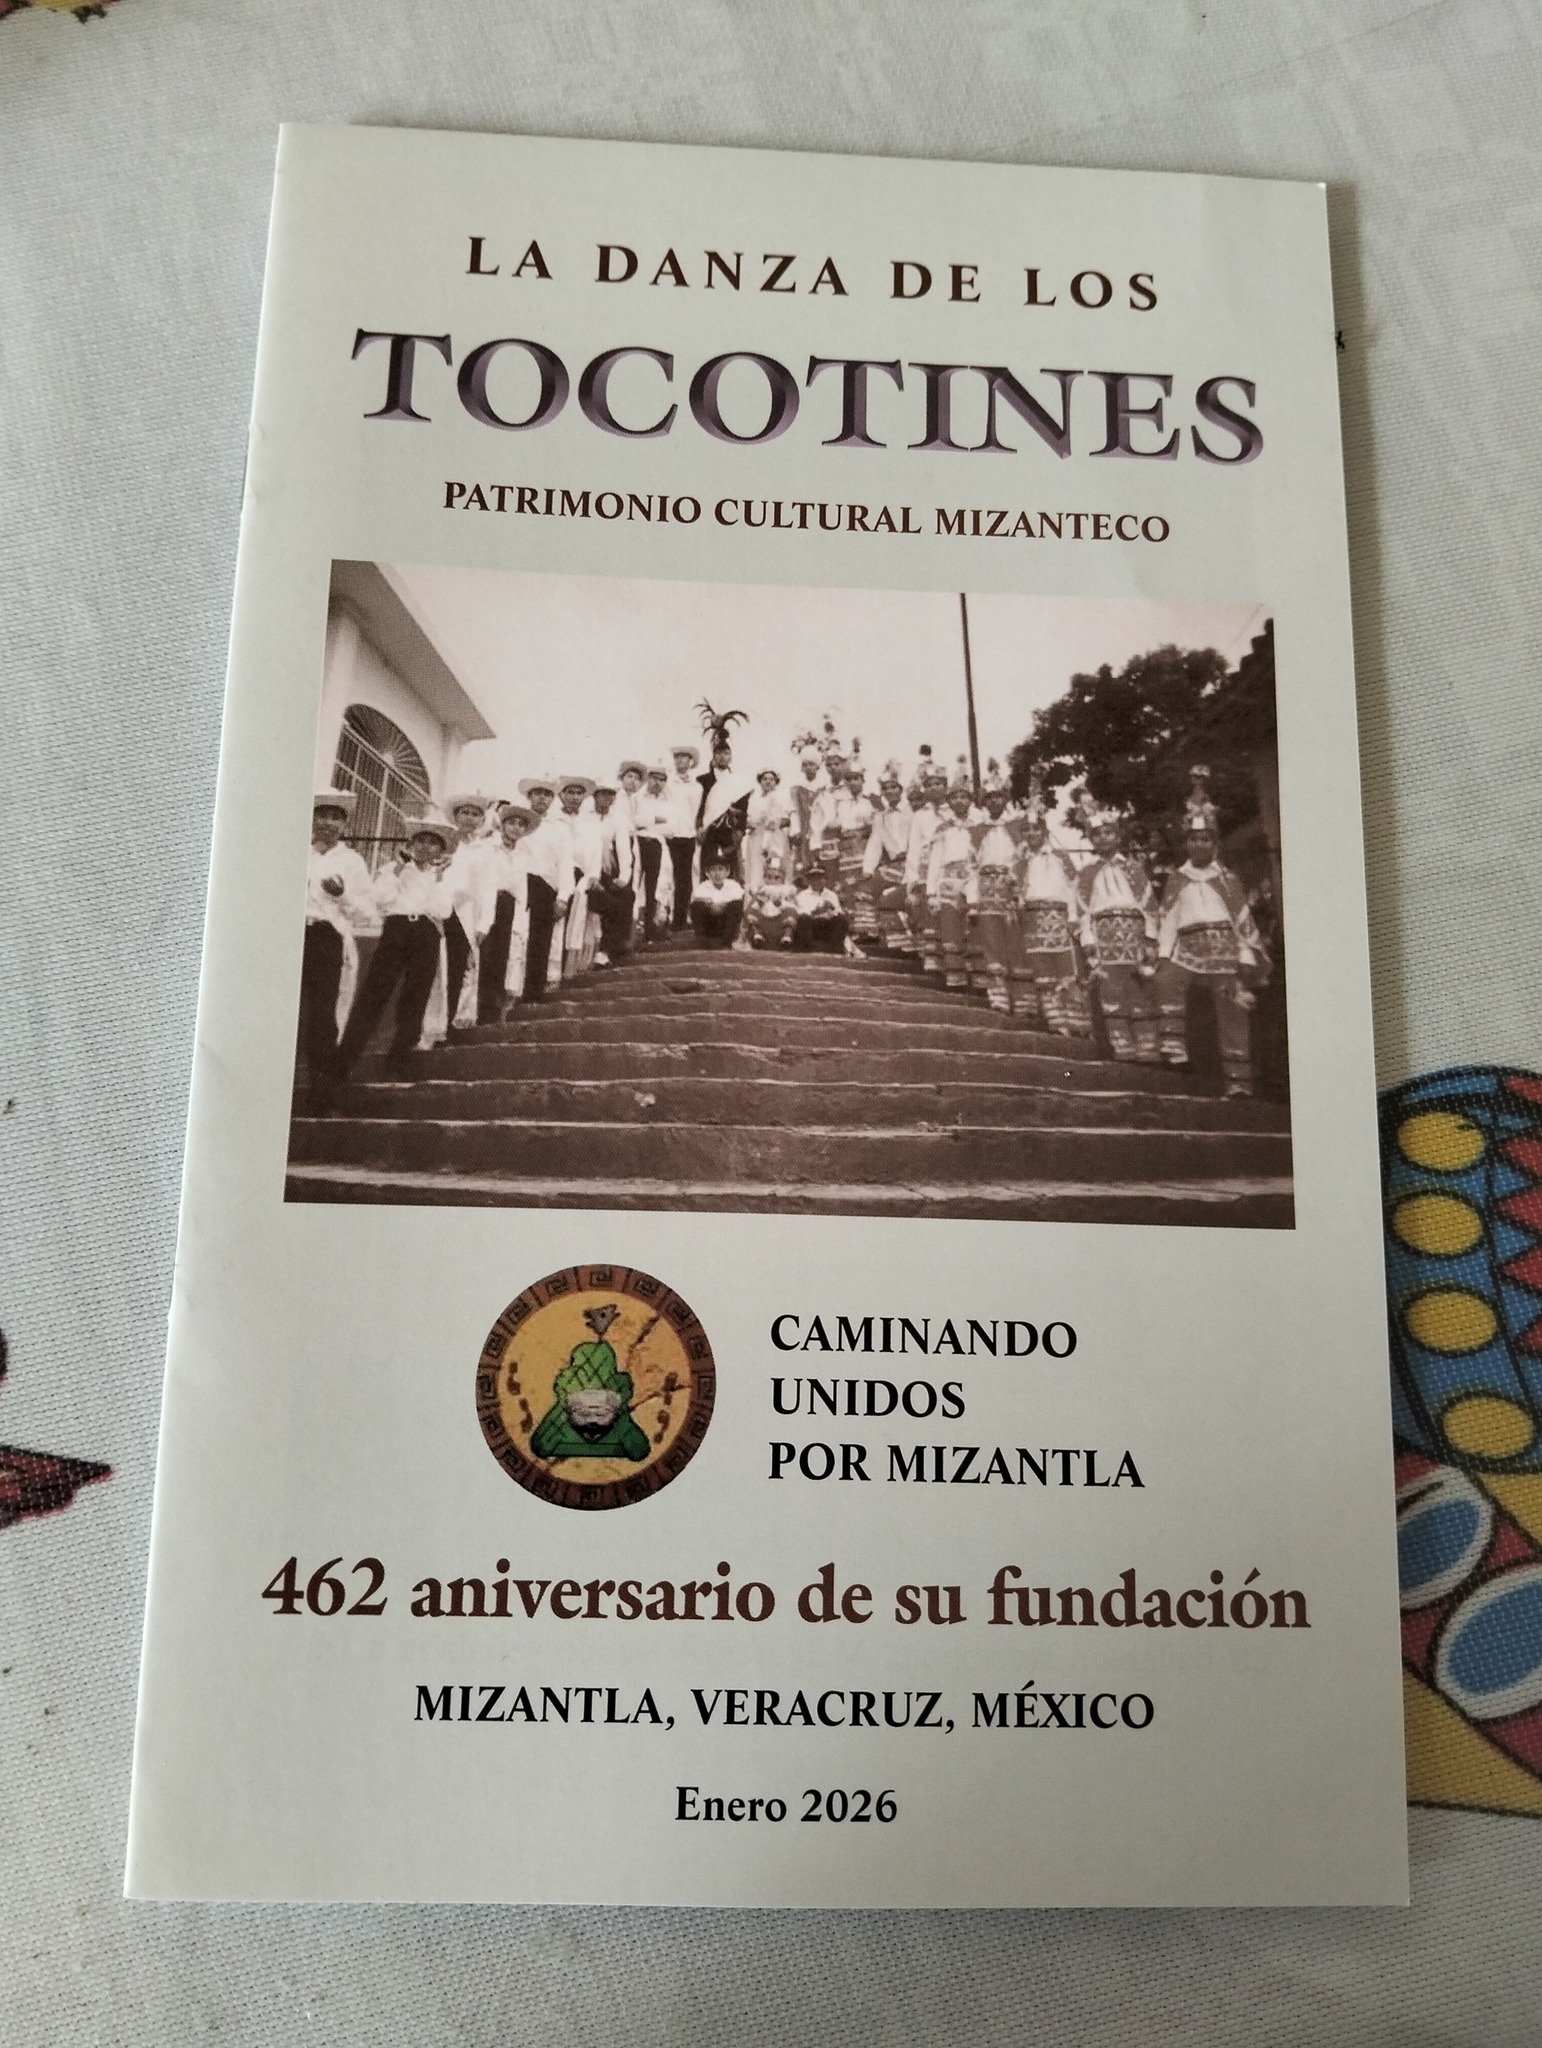 LA DANZA DE LOS
TOCOTINES
PATRIMONIO CULTURAL MIZANTECO
CAMINANDO
UNIDOS
POR MIZANTLA
462 aniversario de su fundación
MIZANTLA, VERACRUZ, MÉXICO
Enero 2026